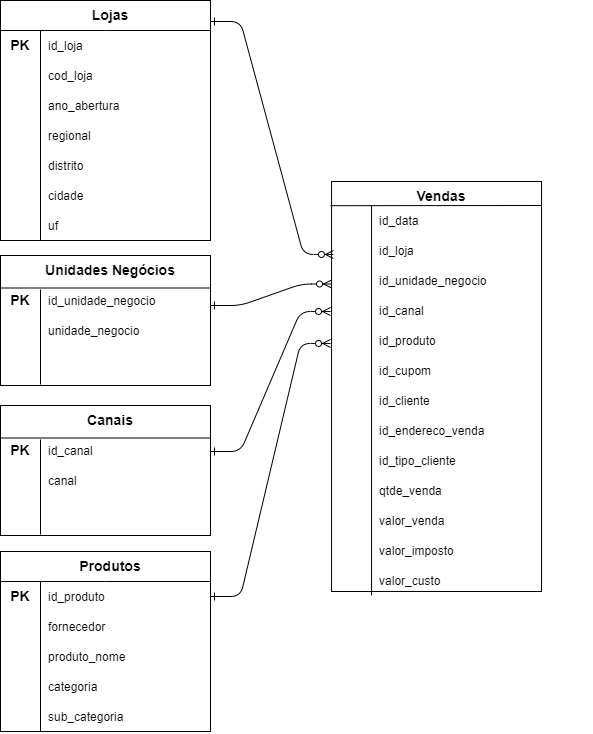 Lojas
PK id_loja
cod_loja
ano_abertura
regional
distrito
cidade
uf
Unidades Negócios
PK id_unidade_negocio
unidade_negocio
Canais
PK id_canal
canal
Produtos
PK id_produto
fornecedor
produto_nome
categoria
sub_categoria
Vendas
id_data
id_loja
id_unidade_negocio
id_canal
id_produto
id_cupom
id_cliente
id_endereco_venda
id_tipo_cliente
qtde_venda
valor_venda
valor_imposto
valor_custo